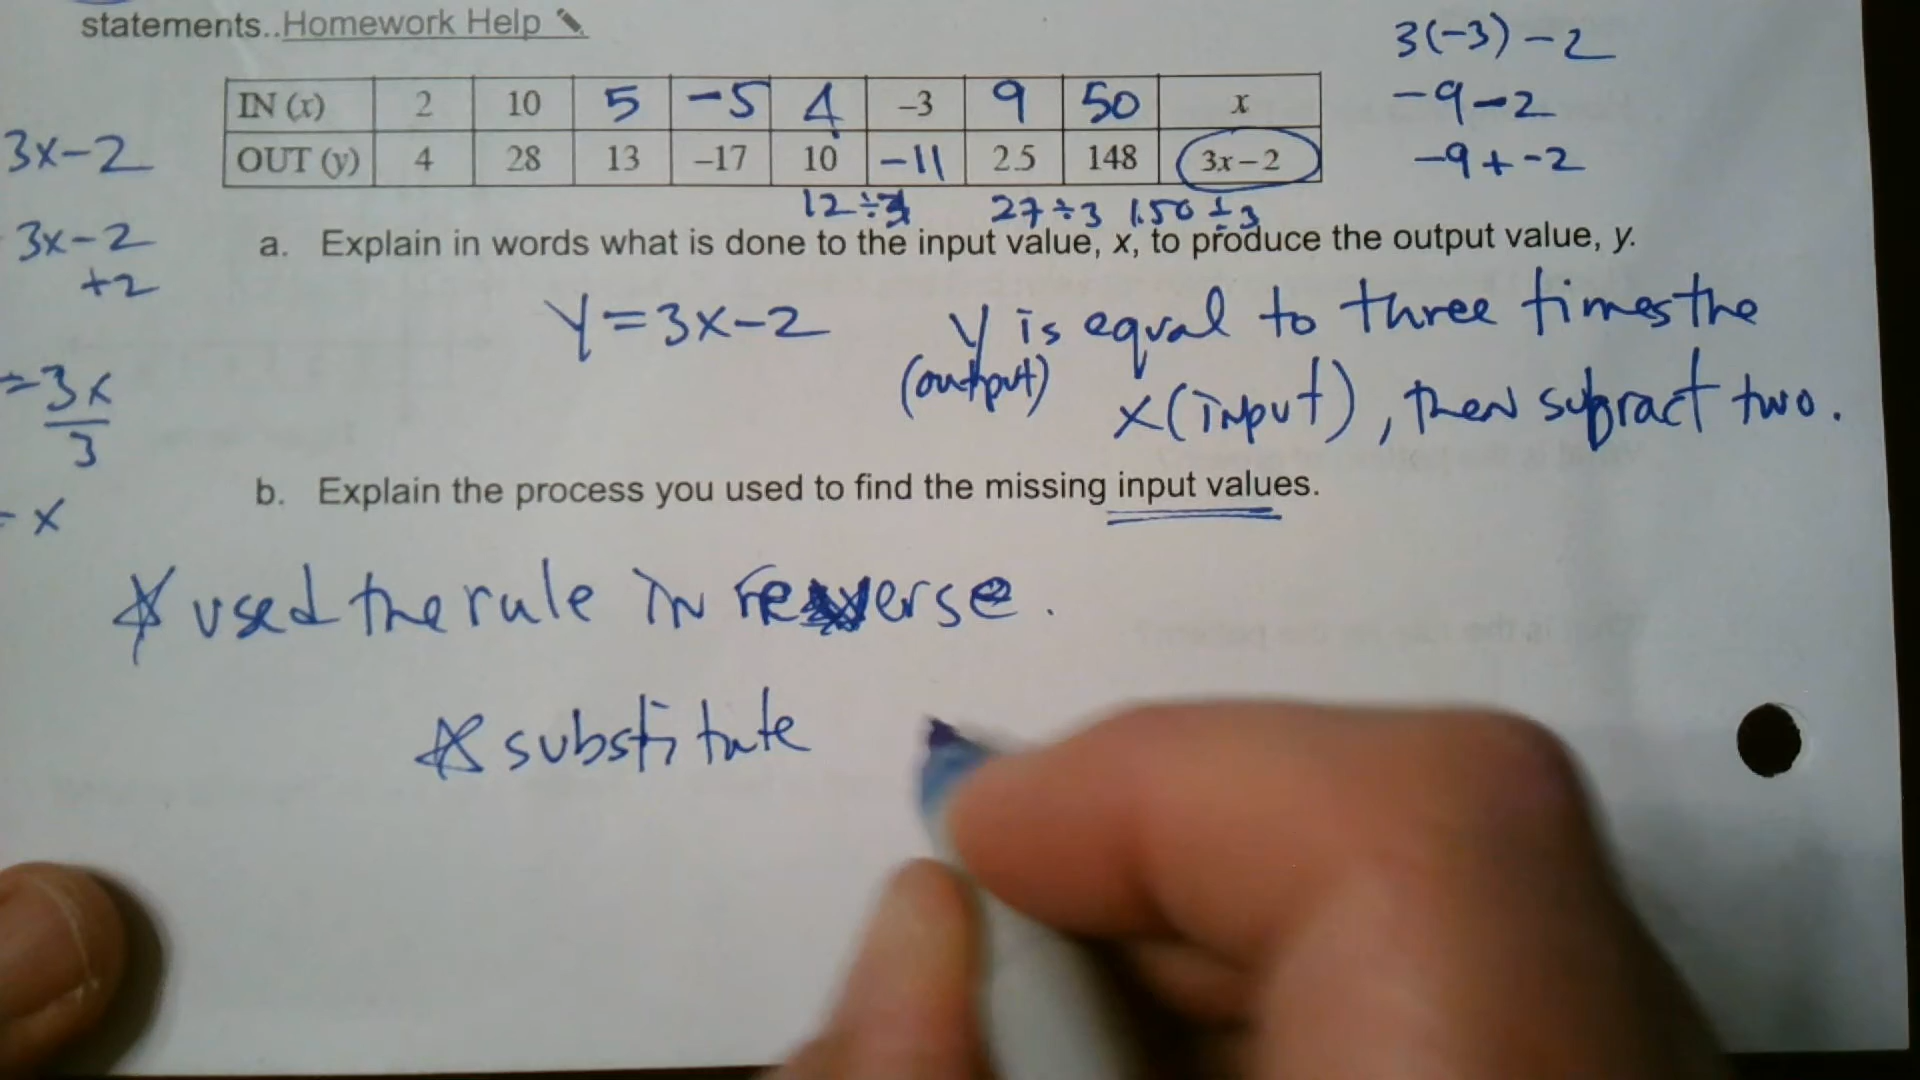 statements..Homework Help
3(-3)-2
IN (x) 2 10 5 -5 4 -3 9 50 x
-9-2
3x-2
OUT (y) 4 28 13 -17 10 -11 2.5 148 3x-2
-9+-2
12÷3 27÷3 150÷3
3x-2
+2
a. Explain in words what is done to the input value, x, to produce the output value, y.
Y=3x-2 Y is equal to three times the
(output) x(input), then subract two.
=3x
3
b. Explain the process you used to find the missing input values.
=x
used the rule in reverse.
substitute